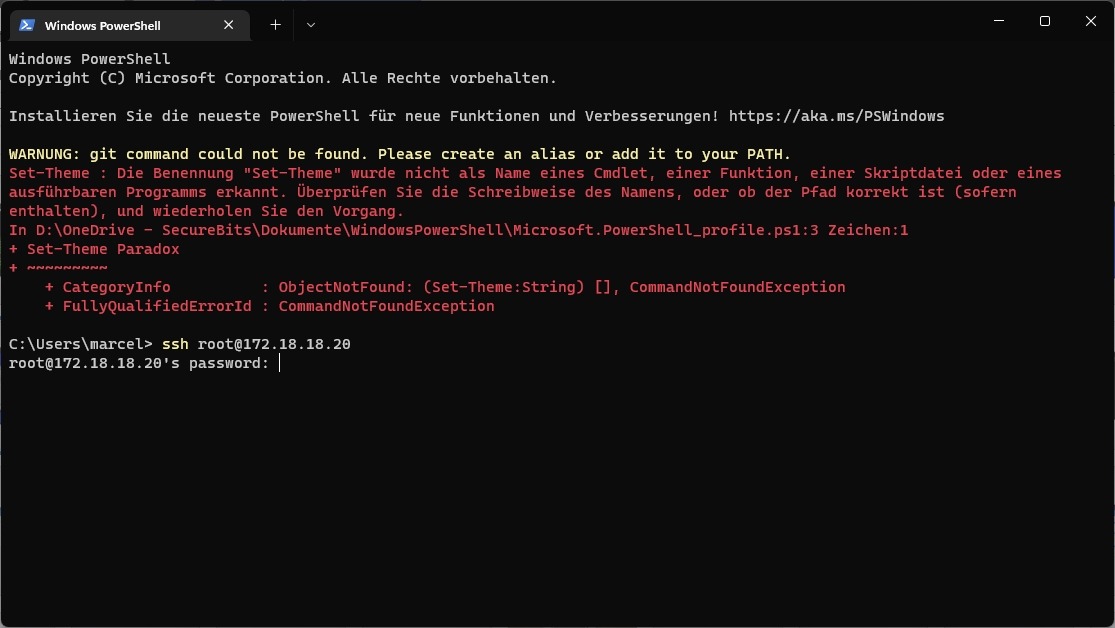 Windows PowerShell
Windows PowerShell
Copyright (C) Microsoft Corporation. Alle Rechte vorbehalten.
Installieren Sie die neueste PowerShell für neue Funktionen und Verbesserungen! https://aka.ms/PSWindows
WARNUNG: git command could not be found. Please create an alias or add it to your PATH.
Set-Theme : Die Benennung "Set-Theme" wurde nicht als Name eines Cmdlet, einer Funktion, einer Skriptdatei oder eines
ausführbaren Programms erkannt. Überprüfen Sie die Schreibweise des Namens, oder ob der Pfad korrekt ist (sofern
enthalten), und wiederholen Sie den Vorgang.
In D:\OneDrive - SecureBits\Dokumente\WindowsPowerShell\Microsoft.PowerShell_profile.ps1:3 Zeichen:1
+ Set-Theme Paradox
+ ~~~~~~~~~
    + CategoryInfo          : ObjectNotFound: (Set-Theme:String) [], CommandNotFoundException
    + FullyQualifiedErrorId : CommandNotFoundException
C:\Users\marcel> ssh root@172.18.18.20
root@172.18.18.20's password: